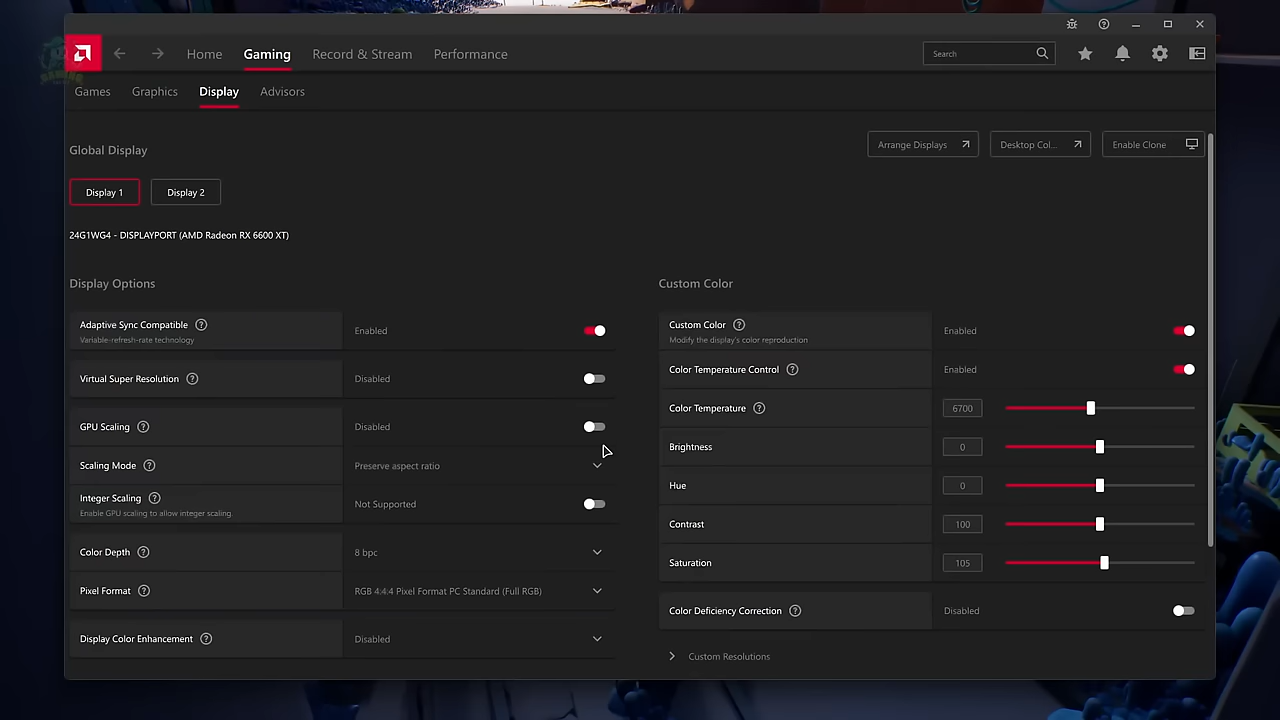 Home
Gaming
Record & Stream
Performance
Search
Games
Graphics
Display
Advisors
Global Display
Arrange Displays
Desktop Col...
Enable Clone
Display 1
Display 2
24G1WG4 - DISPLAYPORT (AMD Radeon RX 6600 XT)
Display Options
Adaptive Sync Compatible
Variable-refresh-rate technology
Enabled
Virtual Super Resolution
Disabled
GPU Scaling
Disabled
Scaling Mode
Preserve aspect ratio
Integer Scaling
Enable GPU scaling to allow integer scaling.
Not Supported
Color Depth
8 bpc
Pixel Format
RGB 4:4:4 Pixel Format PC Standard (Full RGB)
Display Color Enhancement
Disabled
Custom Color
Custom Color
Modify the display's color reproduction
Enabled
Color Temperature Control
Enabled
Color Temperature
6700
Brightness
0
Hue
0
Contrast
100
Saturation
105
Color Deficiency Correction
Disabled
Custom Resolutions